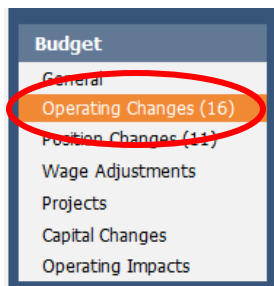 Budget
General
Operating Changes (16)
Position Changes (11)
Wage Adjustments
Projects
Capital Changes
Operating Impacts